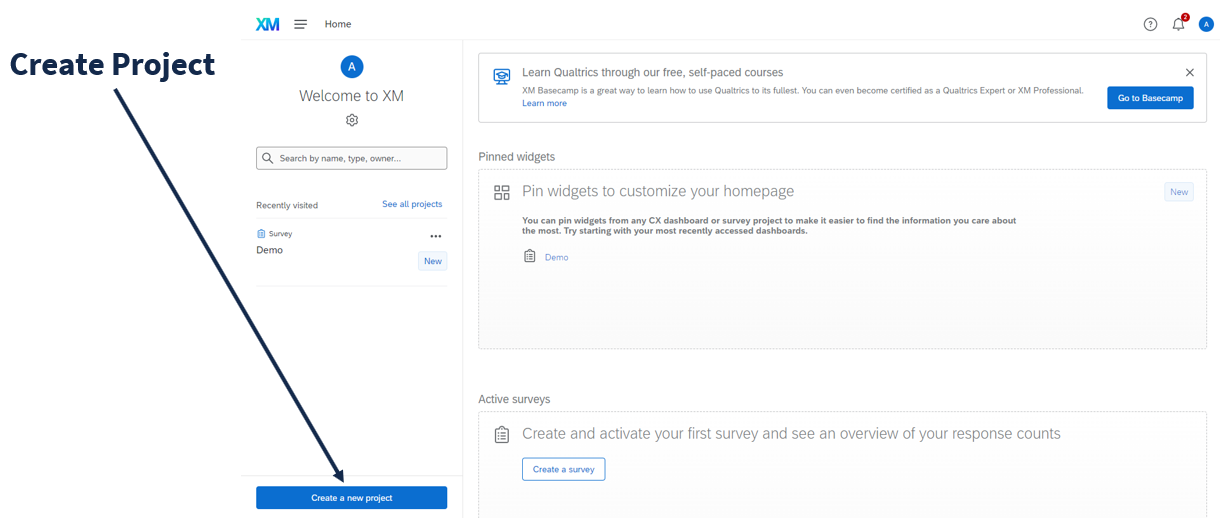 XM
Home
?
2
A
Create Project
A
Welcome to XM
Search by name, type, owner...
Recently visited
See all projects
Survey
Demo
New
Create a new project
Learn Qualtrics through our free, self-paced courses
XM Basecamp is a great way to learn how to use Qualtrics to its fullest. You can even become certified as a Qualtrics Expert or XM Professional.
Learn more
Go to Basecamp
Pinned widgets
Pin widgets to customize your homepage
New
You can pin widgets from any CX dashboard or survey project to make it easier to find the information you care about
the most. Try starting with your most recently accessed dashboards.
Demo
Active surveys
Create and activate your first survey and see an overview of your response counts
Create a survey